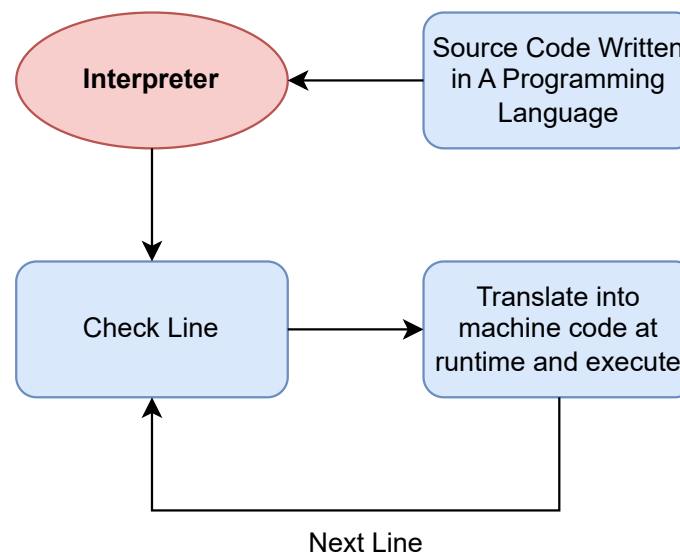 Interpreter
Source Code Written
in A Programming
Language
Check Line
Translate into
machine code at
runtime and execute
Next Line